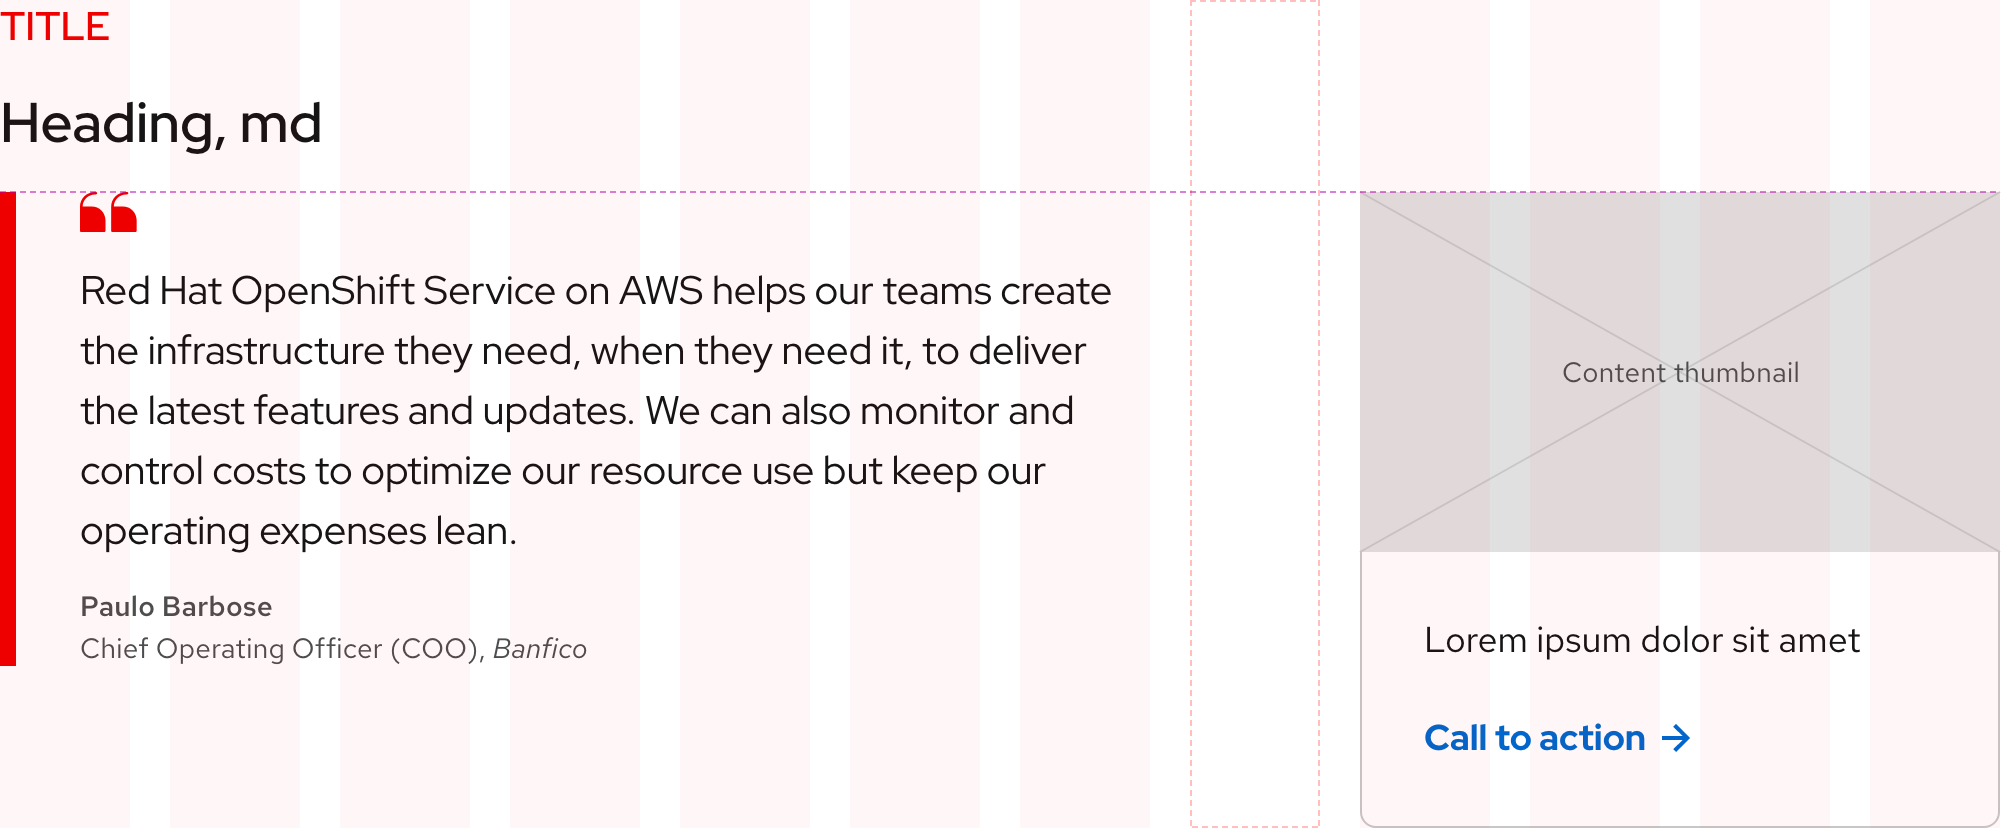 TITLE
Heading, md
Red Hat OpenShift Service on AWS helps our teams create
the infrastructure they need, when they need it, to deliver
the latest features and updates. We can also monitor and
control costs to optimize our resource use but keep our
operating expenses lean.
Paulo Barbose
Chief Operating Officer (COO), Banfico
Content thumbnail
Lorem ipsum dolor sit amet
Call to action →